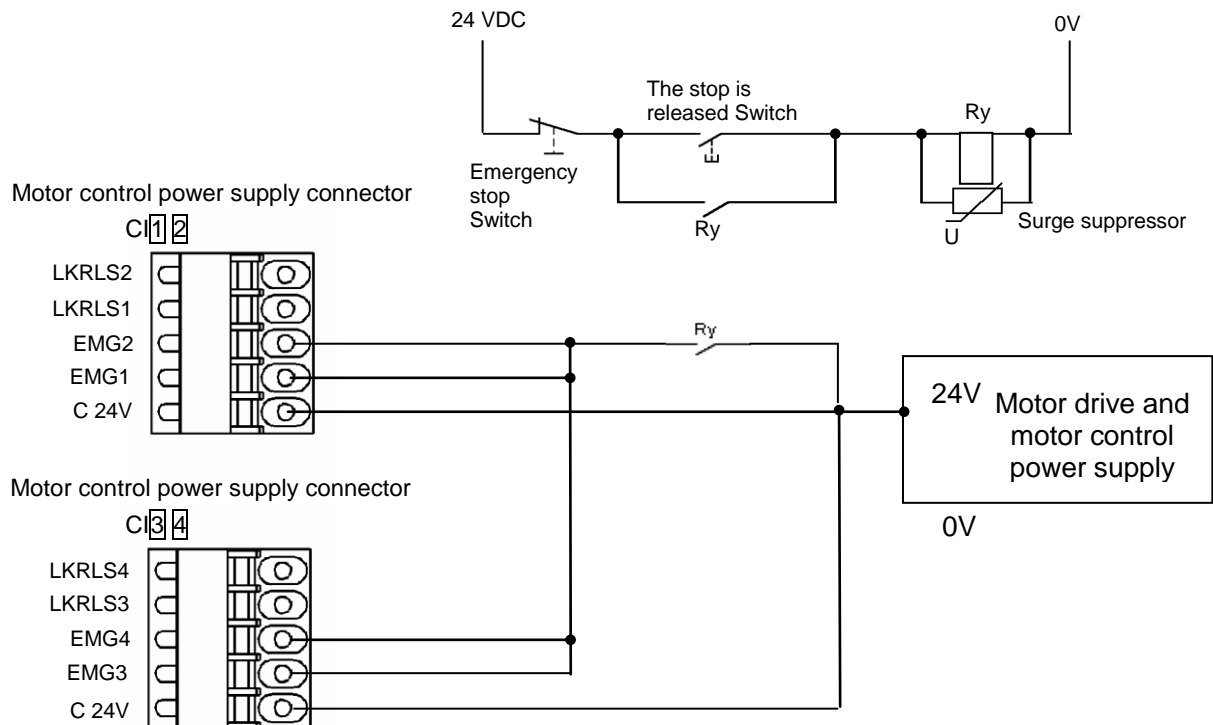 24 VDC
0V
The stop is
released Switch
Ry
Emergency
stop
Switch
Ry
U
Surge suppressor
Motor control power supply connector
CI1 2
LKRLS2
LKRLS1
EMG2
EMG1
C 24V
Ry
24V
Motor drive and
motor control
power supply
0V
Motor control power supply connector
CI3 4
LKRLS4
LKRLS3
EMG4
EMG3
C 24V